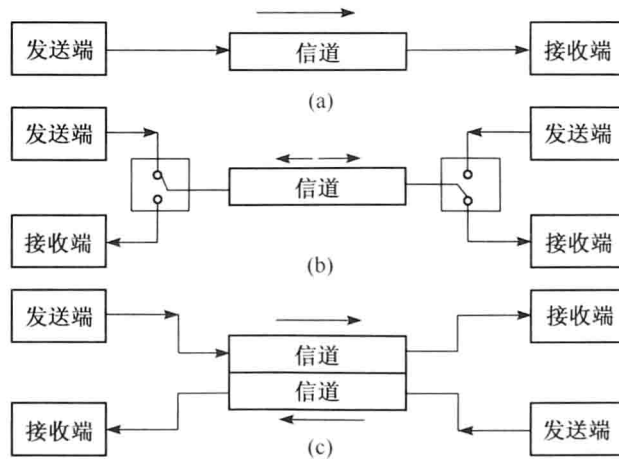 发送端 信道 接收端
(a)
发送端 发送端
信道
接收端 接收端
(b)
发送端 接收端
信道
信道
接收端 发送端
(c)